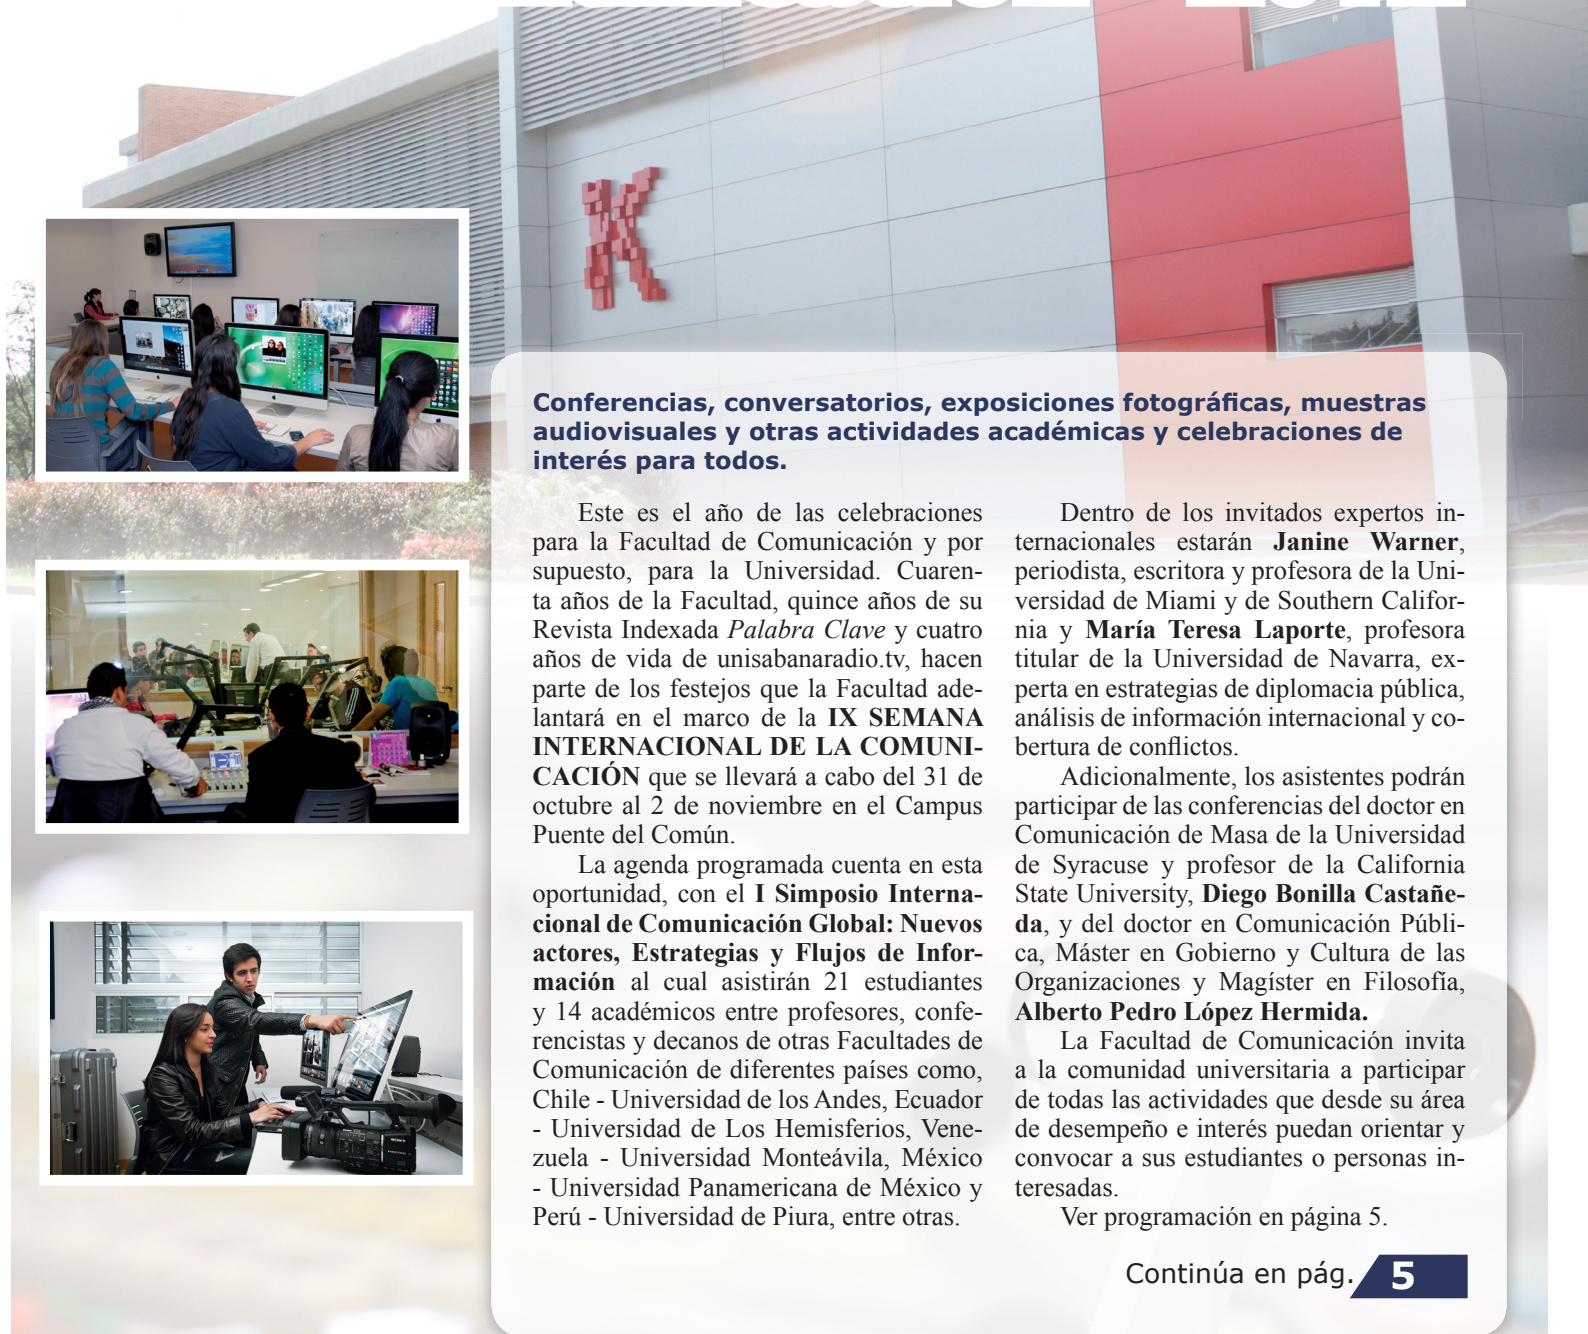 K
Conferencias, conversatorios, exposiciones fotográficas, muestras
audiovisuales y otras actividades académicas y celebraciones de
interés para todos.
Este es el año de las celebraciones
para la Facultad de Comunicación y por
supuesto, para la Universidad. Cuaren-
ta años de la Facultad, quince años de su
Revista Indexada Palabra Clave y cuatro
años de vida de unisabanaradio.tv, hacen
parte de los festejos que la Facultad ade-
lantará en el marco de la IX SEMANA
INTERNACIONAL DE LA COMUNI-
CACIÓN que se llevará a cabo del 31 de
octubre al 2 de noviembre en el Campus
Puente del Común.
La agenda programada cuenta en esta
oportunidad, con el I Simposio Interna-
cional de Comunicación Global: Nuevos
actores, Estrategias y Flujos de Infor-
mación al cual asistirán 21 estudiantes
y 14 académicos entre profesores, confe-
rencistas y decanos de otras Facultades de
Comunicación de diferentes países como,
Chile - Universidad de los Andes, Ecuador
- Universidad de Los Hemisferios, Vene-
zuela - Universidad Monteávila, México
- Universidad Panamericana de México y
Perú - Universidad de Piura, entre otras.
Dentro de los invitados expertos in-
ternacionales estarán Janine Warner,
periodista, escritora y profesora de la Uni-
versidad de Miami y de Southern Califor-
nia y María Teresa Laporte, profesora
titular de la Universidad de Navarra, ex-
perta en estrategias de diplomacia pública,
análisis de información internacional y co-
bertura de conflictos.
Adicionalmente, los asistentes podrán
participar de las conferencias del doctor en
Comunicación de Masa de la Universidad
de Syracuse y profesor de la California
State University, Diego Bonilla Castañe-
da, y del doctor en Comunicación Públi-
ca, Máster en Gobierno y Cultura de las
Organizaciones y Magíster en Filosofía,
Alberto Pedro López Hermida.
La Facultad de Comunicación invita
a la comunidad universitaria a participar
de todas las actividades que desde su área
de desempeño e interés puedan orientar y
convocar a sus estudiantes o personas in-
teresadas.
Ver programación en página 5.
Continúa en pág. 5
SONY